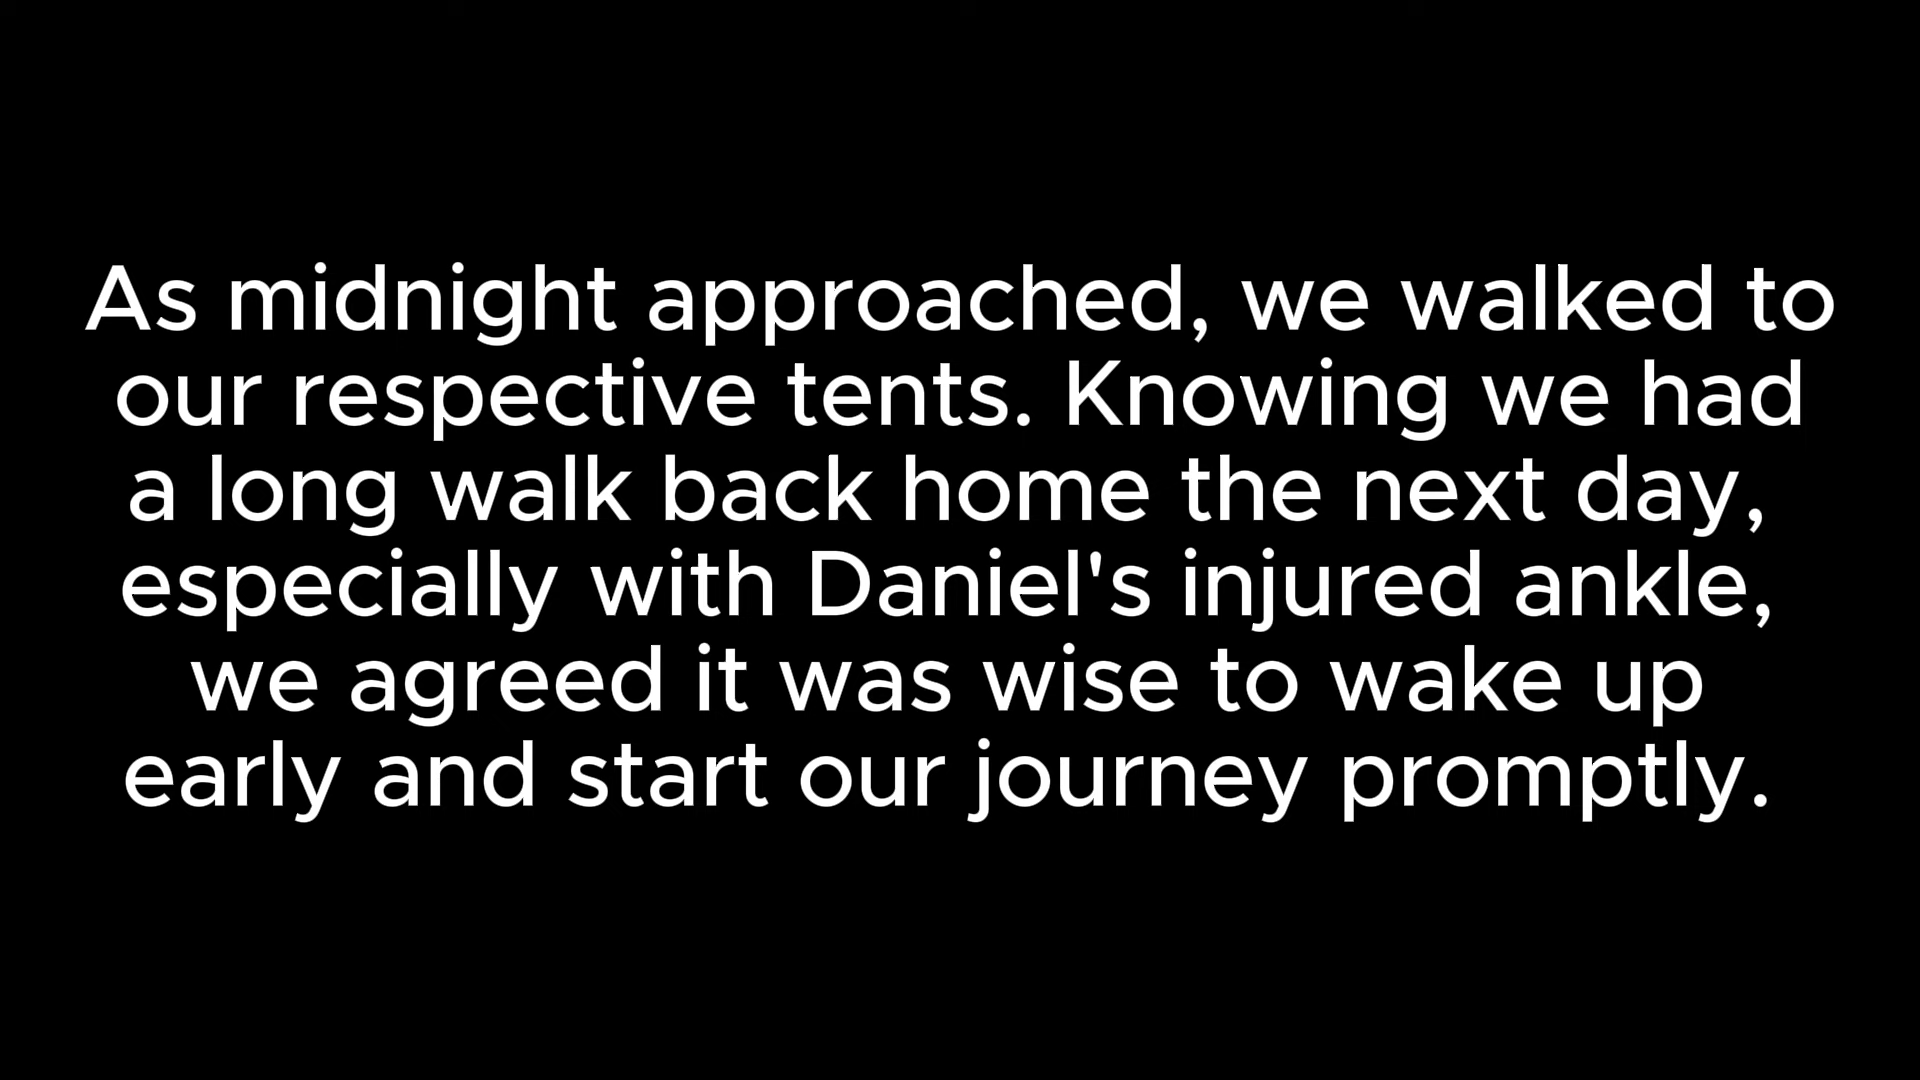 As midnight approached, we walked to
our respective tents. Knowing we had
a long walk back home the next day,
especially with Daniel's injured ankle,
we agreed it was wise to wake up
early and start our journey promptly.